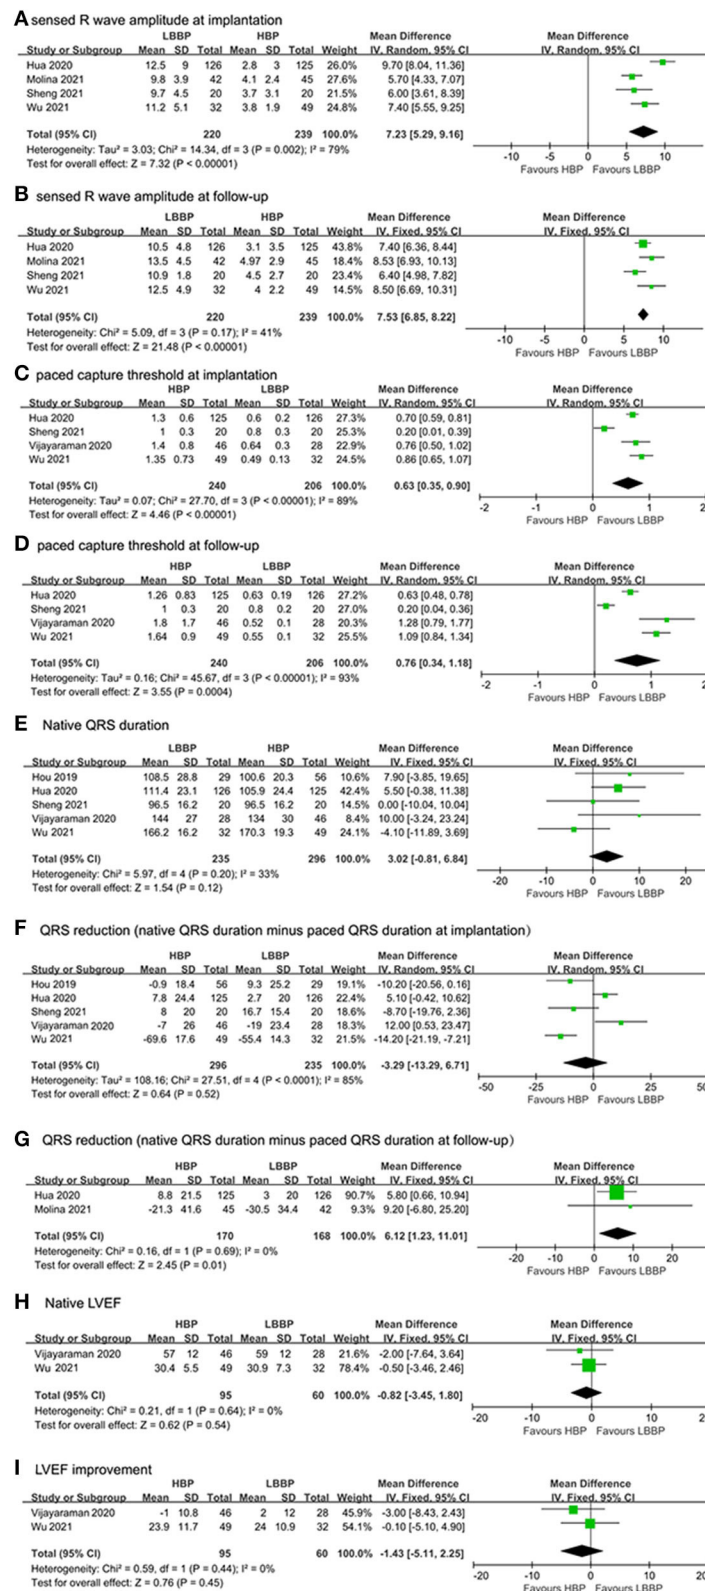 A sensed R wave amplitude at implantation
LBBP HBP Mean Difference Mean Difference
Study or Subgroup Mean SD Total Mean SD Total Weight IV, Random, 95% CI IV, Random, 95% CI
Hua 2020 12.5 9 126 2.8 3 125 26.0% 9.70 [8.04, 11.36]
Molina 2021 9.8 3.9 42 4.1 2.4 45 27.6% 5.70 [4.33, 7.07]
Sheng 2021 9.7 4.5 20 3.7 3.1 20 21.6% 6.00 [3.61, 8.39]
Wu 2021 11.2 5.1 32 3.8 1.9 49 24.8% 7.40 [5.55, 9.25]
Total (95% CI) 220 239 100.0% 7.23 [5.29, 9.16]
Heterogeneity: Tau² = 3.03; Chi² = 14.34, df = 3 (P = 0.002); I² = 79%
Test for overall effect: Z = 7.32 (P < 0.00001)
-10 -5 0 5 10
Favours HBP Favours LBBP
B sensed R wave amplitude at follow-up
LBBP HBP Mean Difference Mean Difference
Study or Subgroup Mean SD Total Mean SD Total Weight IV, Fixed, 95% CI IV, Fixed, 95% CI
Hua 2020 10.5 4.8 126 3.1 3.5 125 43.8% 7.40 [6.36, 8.44]
Molina 2021 13.5 4.5 42 4.97 2.9 45 18.4% 8.53 [6.93, 10.13]
Sheng 2021 10.9 1.8 20 4.5 2.7 20 23.4% 6.40 [4.98, 7.82]
Wu 2021 12.5 4.9 32 4 2.2 49 14.5% 8.50 [6.69, 10.31]
Total (95% CI) 220 239 100.0% 7.53 [6.85, 8.22]
Heterogeneity: Chi² = 5.09, df = 3 (P = 0.17); I² = 41%
Test for overall effect: Z = 21.48 (P < 0.00001)
-10 -5 0 5 10
Favours HBP Favours LBBP
C paced capture threshold at implantation
HBP LBBP Mean Difference Mean Difference
Study or Subgroup Mean SD Total Mean SD Total Weight IV, Random, 95% CI IV, Random, 95% CI
Hua 2020 1.3 0.6 125 0.6 0.2 126 27.3% 0.70 [0.59, 0.81]
Sheng 2021 1 0.3 20 0.8 0.3 20 25.3% 0.20 [0.01, 0.39]
Vijayaraman 2020 1.4 0.8 46 0.64 0.3 28 22.9% 0.76 [0.50, 1.02]
Wu 2021 1.35 0.73 49 0.49 0.13 32 24.5% 0.86 [0.65, 1.07]
Total (95% CI) 240 206 100.0% 0.63 [0.35, 0.90]
Heterogeneity: Tau² = 0.07; Chi² = 27.70, df = 3 (P < 0.00001); I² = 89%
Test for overall effect: Z = 4.46 (P < 0.00001)
-2 -1 0 1 2
Favours HBP Favours LBBP
D paced capture threshold at follow-up
HBP LBBP Mean Difference Mean Difference
Study or Subgroup Mean SD Total Mean SD Total Weight IV, Random, 95% CI IV, Random, 95% CI
Hua 2020 1.26 0.83 125 0.63 0.19 126 27.2% 0.63 [0.48, 0.78]
Sheng 2021 1 0.3 20 0.8 0.2 20 27.0% 0.20 [0.04, 0.36]
Vijayaraman 2020 1.8 1.7 46 0.52 0.1 28 20.3% 1.28 [0.79, 1.77]
Wu 2021 1.64 0.9 49 0.55 0.1 32 25.5% 1.09 [0.84, 1.34]
Total (95% CI) 240 206 100.0% 0.76 [0.34, 1.18]
Heterogeneity: Tau² = 0.16; Chi² = 45.67, df = 3 (P < 0.00001); I² = 93%
Test for overall effect: Z = 3.55 (P = 0.0004)
-2 -1 0 1 2
Favours HBP Favours LBBP
E Native QRS duration
LBBP HBP Mean Difference Mean Difference
Study or Subgroup Mean SD Total Mean SD Total Weight IV, Fixed, 95% CI IV, Fixed, 95% CI
Hou 2019 108.5 28.8 29 100.6 20.3 56 10.6% 7.90 [-3.85, 19.65]
Hua 2020 111.4 23.1 126 105.9 24.4 125 42.4% 5.50 [-0.38, 11.38]
Sheng 2021 96.5 16.2 20 96.5 16.2 20 14.5% 0.00 [-10.04, 10.04]
Vijayaraman 2020 144 27 28 134 30 46 8.4% 10.00 [-3.24, 23.24]
Wu 2021 166.2 16.2 32 170.3 19.3 49 24.1% -4.10 [-11.89, 3.69]
Total (95% CI) 235 296 100.0% 3.02 [-0.81, 6.84]
Heterogeneity: Chi² = 5.97, df = 4 (P = 0.20); I² = 33%
Test for overall effect: Z = 1.54 (P = 0.12)
-20 -10 0 10 20
Favours HBP Favours LBBP
F QRS reduction (native QRS duration minus paced QRS duration at implantation)
HBP LBBP Mean Difference Mean Difference
Study or Subgroup Mean SD Total Mean SD Total Weight IV, Random, 95% CI IV, Random, 95% CI
Hou 2019 -0.9 18.4 56 9.3 25.2 29 19.1% -10.20 [-20.56, 0.16]
Hua 2020 7.8 24.4 125 2.7 20 126 22.4% 5.10 [-0.42, 10.62]
Sheng 2021 8 20 20 16.7 15.4 20 18.6% -8.70 [-19.76, 2.36]
Vijayaraman 2020 -7 26 46 -19 23.4 28 18.3% 12.00 [0.53, 23.47]
Wu 2021 -69.6 17.6 49 -55.4 14.3 32 21.5% -14.20 [-21.19, -7.21]
Total (95% CI) 296 235 100.0% -3.29 [-13.29, 6.71]
Heterogeneity: Tau² = 108.16; Chi² = 27.51, df = 4 (P < 0.0001); I² = 85%
Test for overall effect: Z = 0.64 (P = 0.52)
-50 -25 0 25 50
Favours HBP Favours LBBP
G QRS reduction (native QRS duration minus paced QRS duration at follow-up)
HBP LBBP Mean Difference Mean Difference
Study or Subgroup Mean SD Total Mean SD Total Weight IV, Fixed, 95% CI IV, Fixed, 95% CI
Hua 2020 8.8 21.5 125 3 20 126 90.7% 5.80 [0.66, 10.94]
Molina 2021 -21.3 41.6 45 -30.5 34.4 42 9.3% 9.20 [-6.80, 25.20]
Total (95% CI) 170 168 100.0% 6.12 [1.23, 11.01]
Heterogeneity: Chi² = 0.16, df = 1 (P = 0.69); I² = 0%
Test for overall effect: Z = 2.45 (P = 0.01)
-20 -10 0 10 20
Favours HBP Favours LBBP
H Native LVEF
HBP LBBP Mean Difference Mean Difference
Study or Subgroup Mean SD Total Mean SD Total Weight IV, Fixed, 95% CI IV, Fixed, 95% CI
Vijayaraman 2020 57 12 46 59 12 28 21.6% -2.00 [-7.64, 3.64]
Wu 2021 30.4 5.5 49 30.9 7.3 32 78.4% -0.50 [-3.46, 2.46]
Total (95% CI) 95 60 100.0% -0.82 [-3.45, 1.80]
Heterogeneity: Chi² = 0.21, df = 1 (P = 0.64); I² = 0%
Test for overall effect: Z = 0.62 (P = 0.54)
-20 -10 0 10 20
Favours HBP Favours LBBP
I LVEF improvement
HBP LBBP Mean Difference Mean Difference
Study or Subgroup Mean SD Total Mean SD Total Weight IV, Fixed, 95% CI IV, Fixed, 95% CI
Vijayaraman 2020 -1 10.8 46 2 12 28 45.9% -3.00 [-8.43, 2.43]
Wu 2021 23.9 11.7 49 24 10.9 32 54.1% -0.10 [-5.10, 4.90]
Total (95% CI) 95 60 100.0% -1.43 [-5.11, 2.25]
Heterogeneity: Chi² = 0.59, df = 1 (P = 0.44); I² = 0%
Test for overall effect: Z = 0.76 (P = 0.45)
-20 -10 0 10 20
Favours HBP Favours LBBP